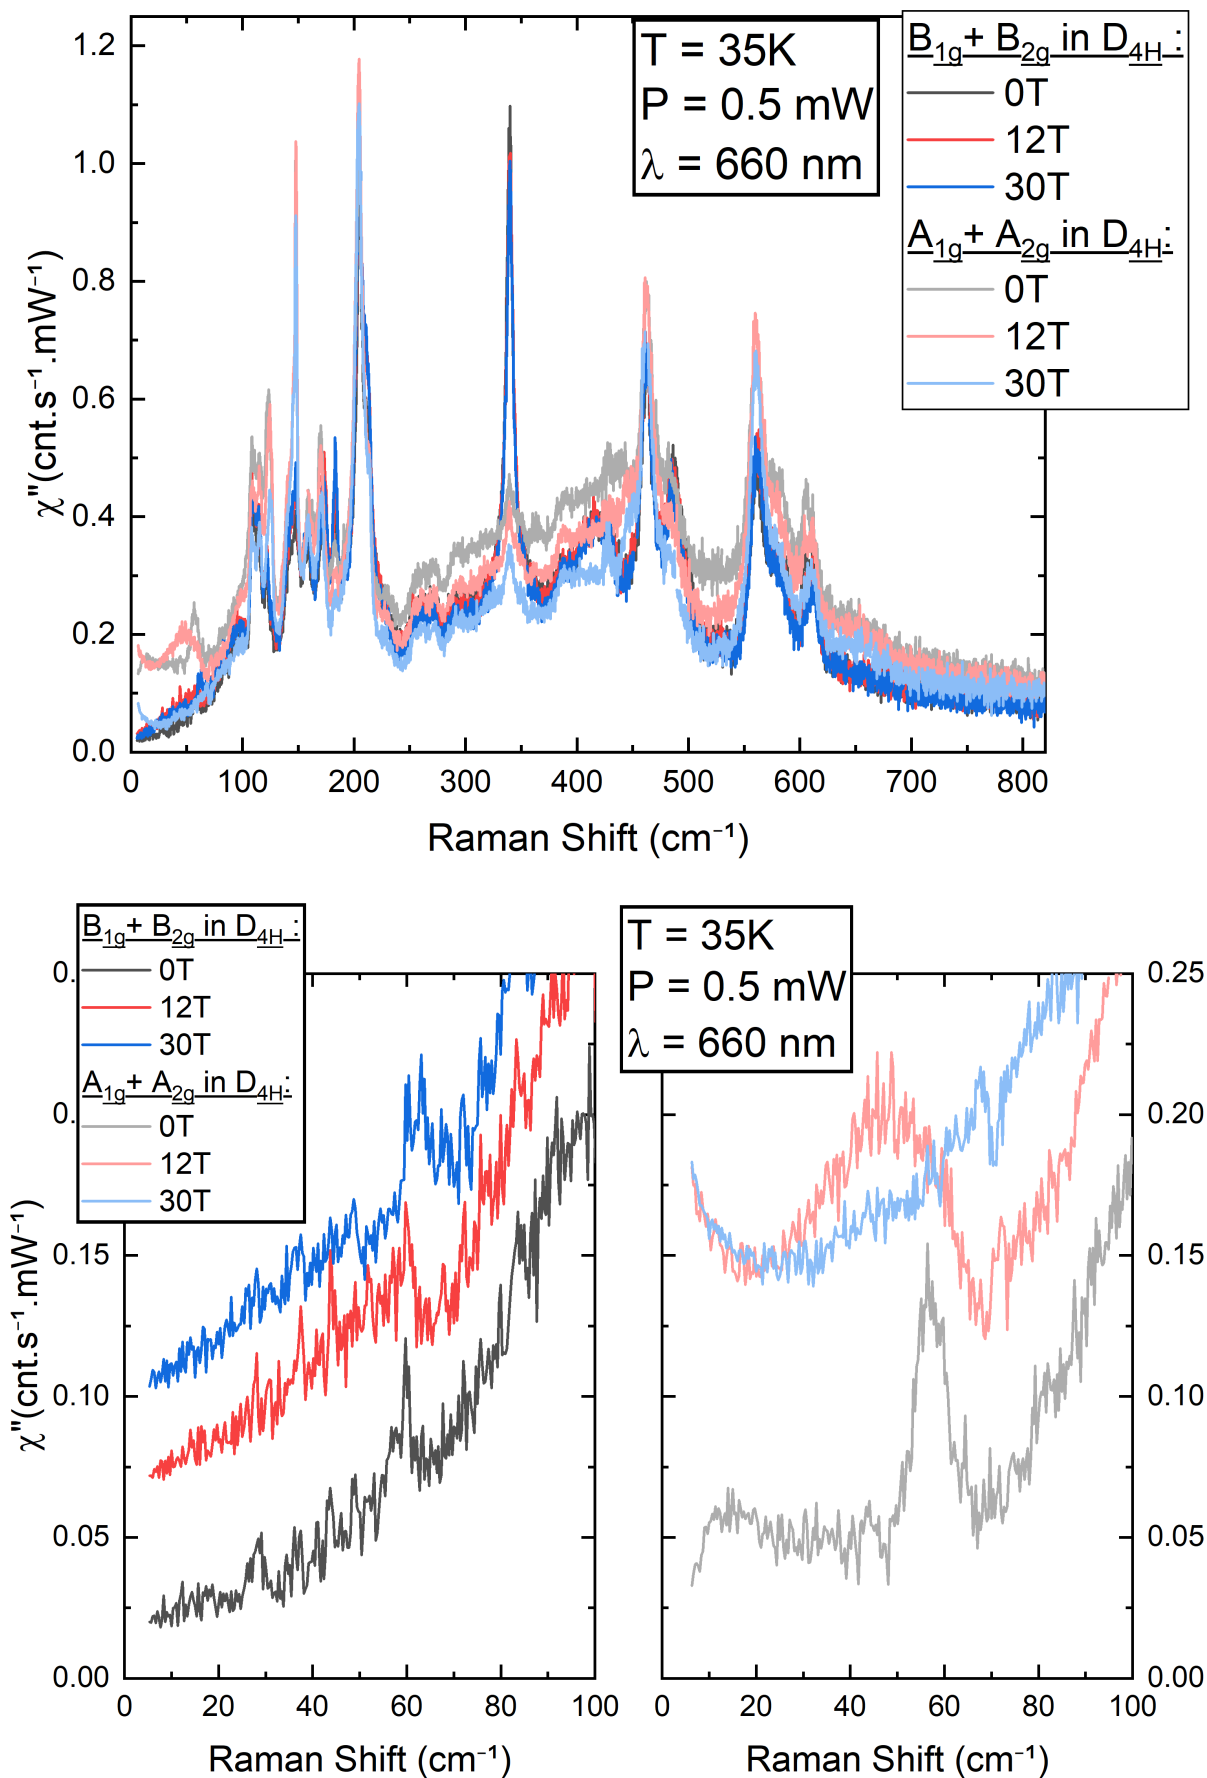 1.2
1.0
0.8
0.6
0.4
0.2
0.0
χ"(cnt.s⁻¹.mW⁻¹)
T = 35K
P = 0.5 mW
λ = 660 nm
B1g+ B2g in D4H :
0T
12T
30T
A1g+ A2g in D4H:
0T
12T
30T
0 100 200 300 400 500 600 700 800
Raman Shift (cm⁻¹)
B1g+ B2g in D4H :
0T
12T
30T
A1g+ A2g in D4H:
0T
12T
30T
0.
0.
0.15
0.10
0.05
0.00
χ"(cnt.s⁻¹.mW⁻¹)
0 20 40 60 80 100
Raman Shift (cm⁻¹)
T = 35K
P = 0.5 mW
λ = 660 nm
0.25
0.20
0.15
0.10
0.05
0.00
0 20 40 60 80 100
Raman Shift (cm⁻¹)